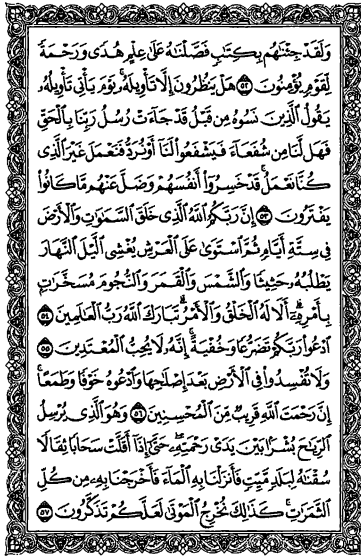 وَلَقَدْ جِئْنَٰهُم بِكِتَٰبٍ فَصَّلْنَٰهُ عَلَىٰ عِلْمٍ هُدًى وَرَحْمَةً
لِّقَوْمٍ يُؤْمِنُونَ ٥٢ هَلْ يَنظُرُونَ إِلَّا تَأْوِيلَهُۥ ۚ يَوْمَ يَأْتِى تَأْوِيلُهُۥ
يَقُولُ ٱلَّذِينَ نَسُوهُ مِن قَبْلُ قَدْ جَآءَتْ رُسُلُ رَبِّنَا بِٱلْحَقِّ
فَهَل لَّنَا مِن شُفَعَآءَ فَيَشْفَعُوا۟ لَنَآ أَوْ نُرَدُّ فَنَعْمَلَ غَيْرَ ٱلَّذِى
كُنَّا نَعْمَلُ ۚ قَدْ خَسِرُوٓا۟ أَنفُسَهُمْ وَضَلَّ عَنْهُم مَّا كَانُوا۟
يَفْتَرُونَ ٥٣ إِنَّ رَبَّكُمُ ٱللَّهُ ٱلَّذِى خَلَقَ ٱلسَّمَٰوَٰتِ وَٱلْأَرْضَ
فِى سِتَّةِ أَيَّامٍ ثُمَّ ٱسْتَوَىٰ عَلَى ٱلْعَرْشِ يُغْشِى ٱلَّيْلَ ٱلنَّهَارَ
يَطْلُبُهُۥ حَثِيثًا وَٱلشَّمْسَ وَٱلْقَمَرَ وَٱلنُّجُومَ مُسَخَّرَٰتٍۭ
بِأَمْرِهِۦٓ ۗ أَلَا لَهُ ٱلْخَلْقُ وَٱلْأَمْرُ ۗ تَبَارَكَ ٱللَّهُ رَبُّ ٱلْعَٰلَمِينَ ٥٤
ٱدْعُوا۟ رَبَّكُمْ تَضَرُّعًا وَخُفْيَةً ۚ إِنَّهُۥ لَا يُحِبُّ ٱلْمُعْتَدِينَ ٥٥
وَلَا تُفْسِدُوا۟ فِى ٱلْأَرْضِ بَعْدَ إِصْلَٰحِهَا وَٱدْعُوهُ خَوْفًا وَطَمَعًا ۚ
إِنَّ رَحْمَتَ ٱللَّهِ قَرِيبٌ مِّنَ ٱلْمُحْسِنِينَ ٥٦ وَهُوَ ٱلَّذِى يُرْسِلُ
ٱلرِّيَٰحَ بُشْرًۢا بَيْنَ يَدَىْ رَحْمَتِهِۦ ۖ حَتَّىٰٓ إِذَآ أَقَلَّتْ سَحَابًا ثِقَالًا
سُقْنَٰهُ لِبَلَدٍ مَّيِّتٍ فَأَنزَلْنَا بِهِ ٱلْمَآءَ فَأَخْرَجْنَا بِهِۦ مِن كُلِّ
ٱلثَّمَرَٰتِ ۚ كَذَٰلِكَ نُخْرِجُ ٱلْمَوْتَىٰ لَعَلَّكُمْ تَذَكَّرُونَ ٥٧